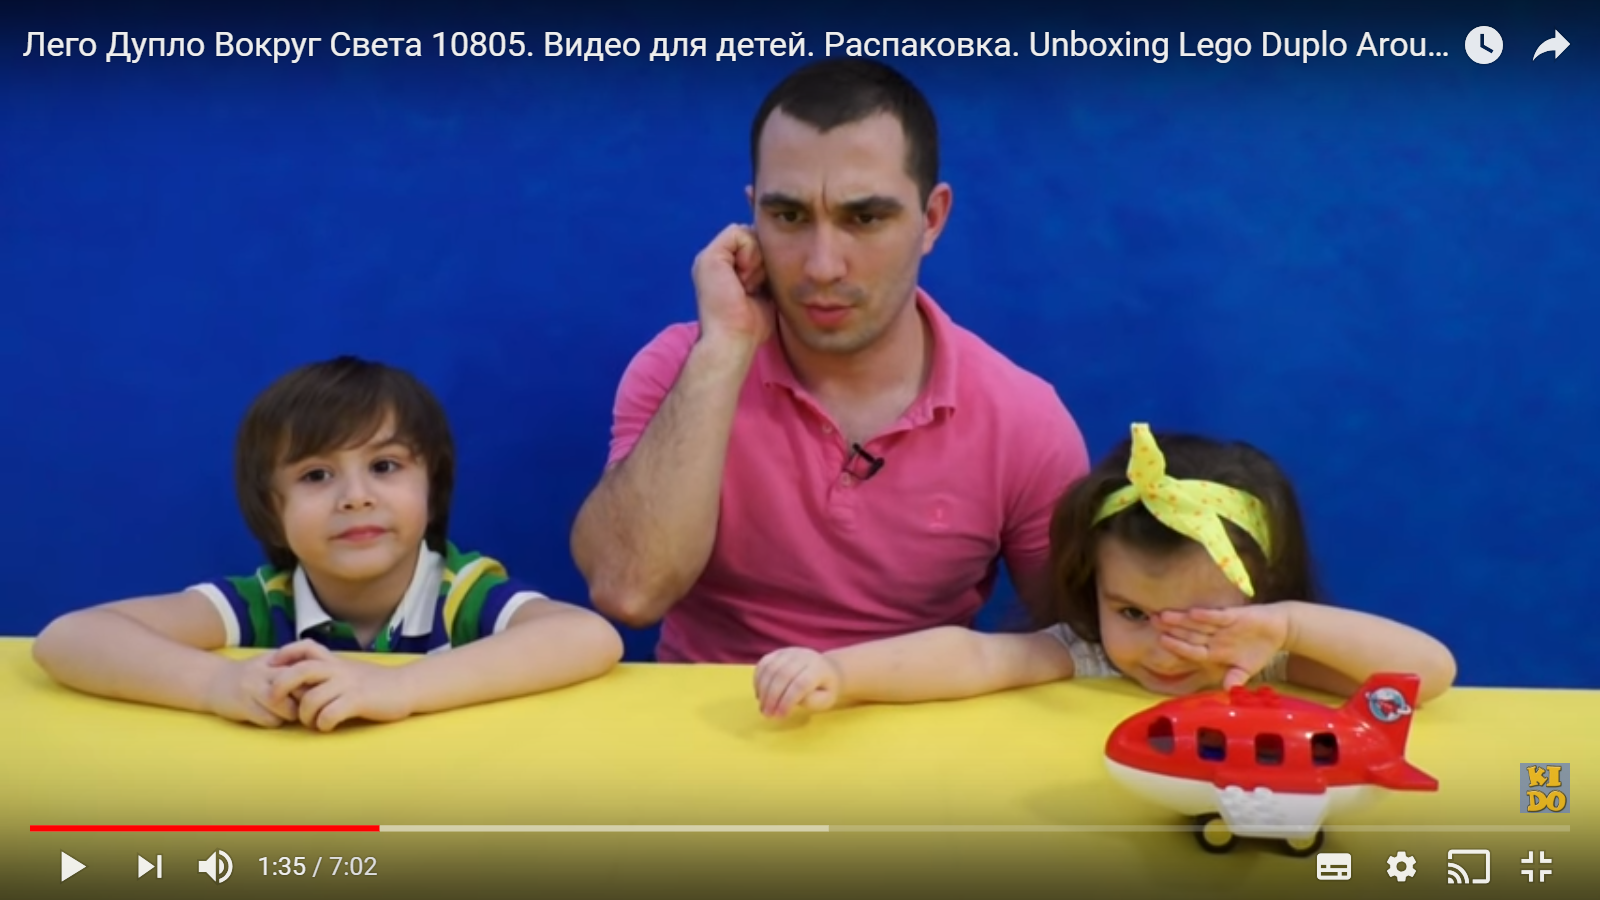 Лего Дупло Вокруг Света 10805. Видео для детей. Распаковка. Unboxing Lego Duplo Arou...
KI
DO
1:35 / 7:02